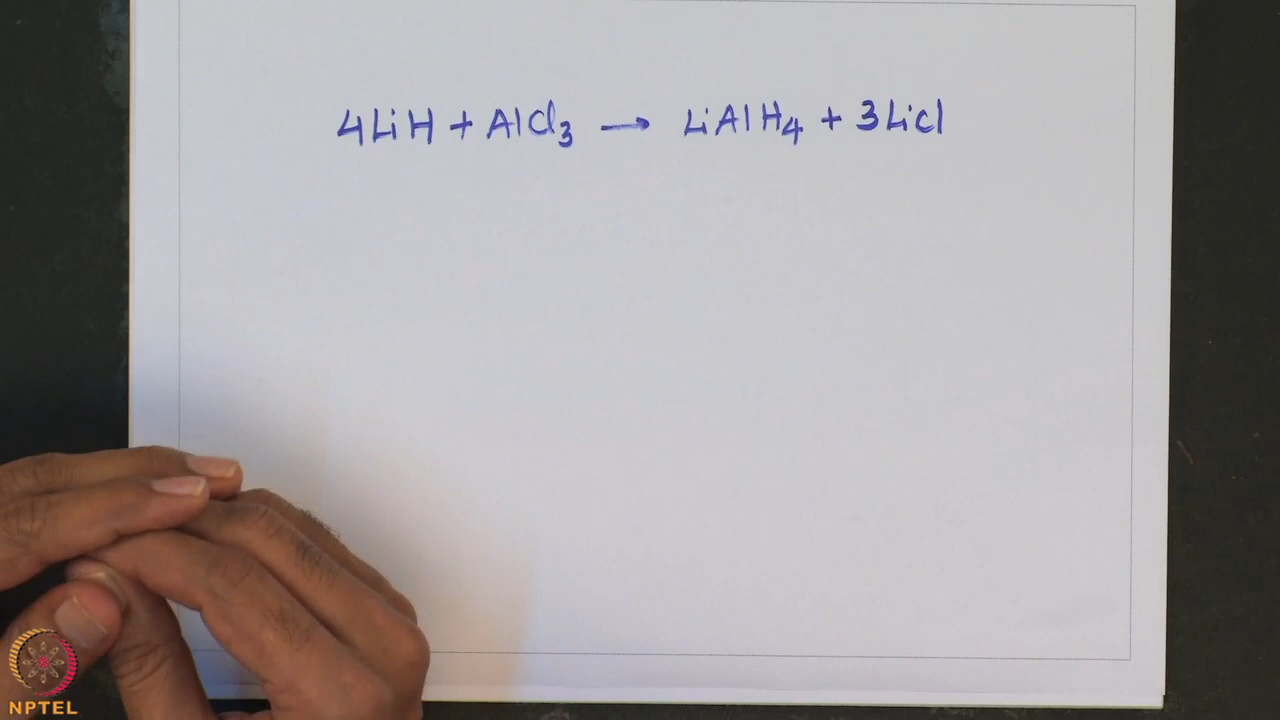 4LiH + AlCl₃ → LiAlH₄ + 3LiCl
NPTEL